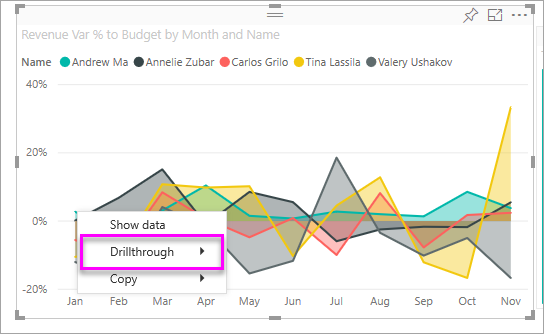 Revenue Var % to Budget by Month and Name
Name Andrew Ma Annelie Zubar Carlos Grilo Tina Lassila Valery Ushakov
40%
20%
0%
-20%
Show data
Drillthrough
Copy
Jan Feb Mar Apr May Jun Jul Aug Sep Oct Nov